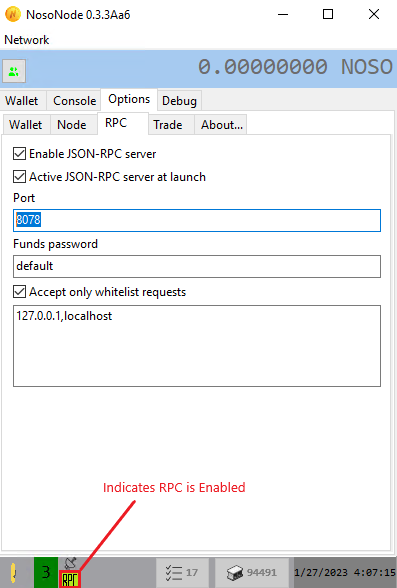 NosoNode 0.3.3Aa6
Network
0.00000000 NOSO
Wallet Console Options Debug
Wallet Node RPC Trade About...
Enable JSON-RPC server
Active JSON-RPC server at launch
Port
8078
Funds password
default
Accept only whitelist requests
127.0.0.1,localhost
Indicates RPC is Enabled
3 RPC 17 94491 1/27/2023 4:07:15